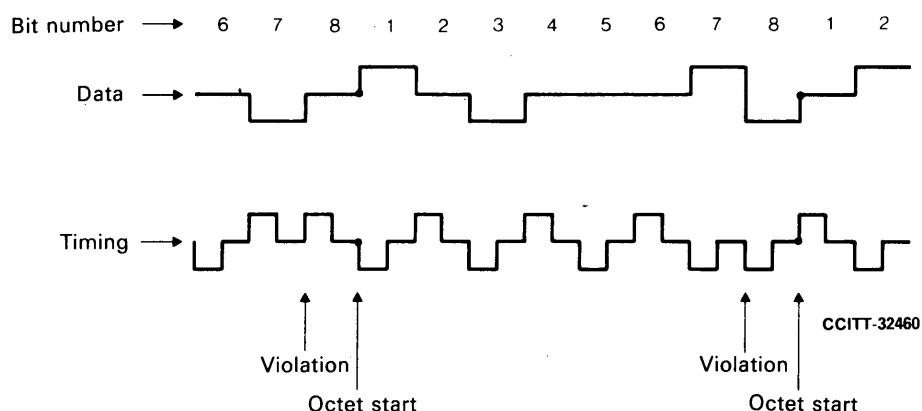 Bit number 6 7 8 1 2 3 4 5 6 7 8 1 2
Data
Timing
CCITT-32460
Violation Violation
Octet start Octet start